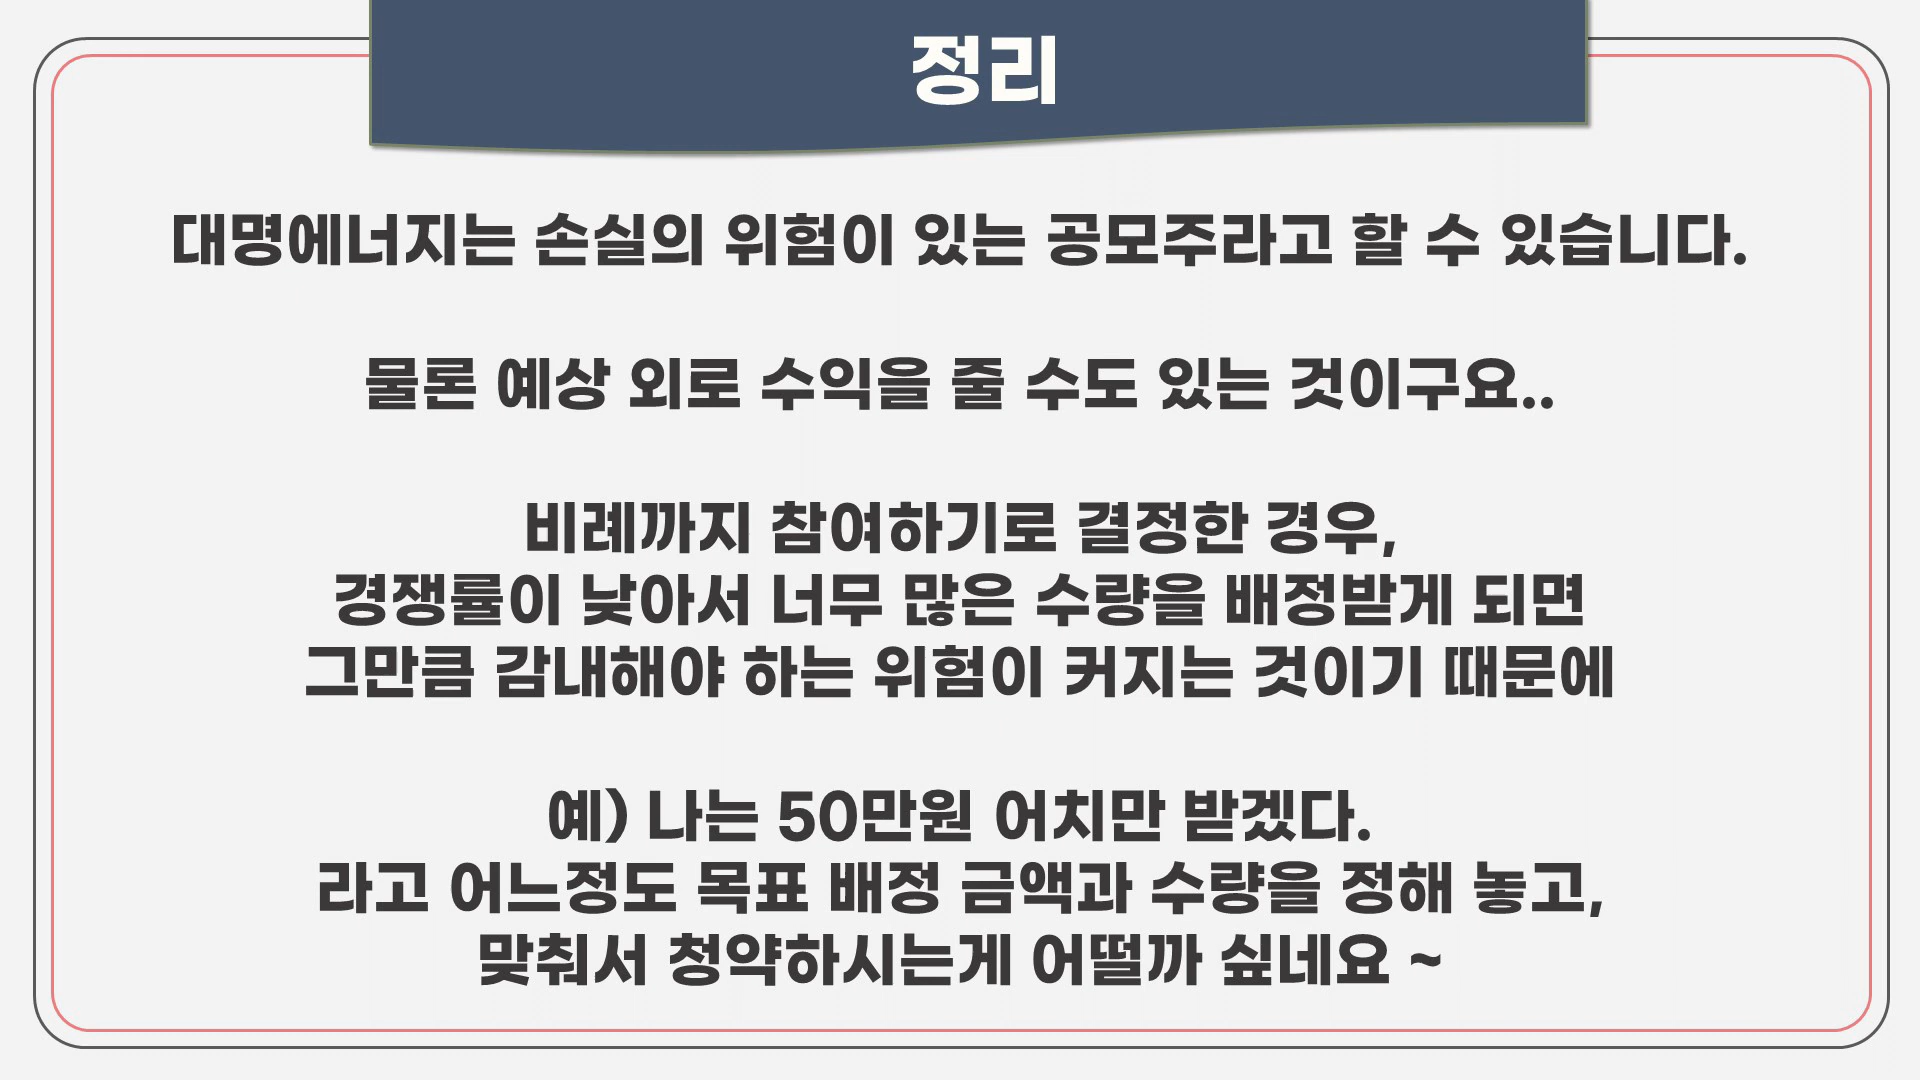 정리
대명에너지는 손실의 위험이 있는 공모주라고 할 수 있습니다.
물론 예상 외로 수익을 줄 수도 있는 것이구요..
비례까지 참여하기로 결정한 경우,
경쟁률이 낮아서 너무 많은 수량을 배정받게 되면
그만큼 감내해야 하는 위험이 커지는 것이기 때문에
예) 나는 50만원 어치만 받겠다.
라고 어느정도 목표 배정 금액과 수량을 정해 놓고,
맞춰서 청약하시는게 어떨까 싶네요 ~